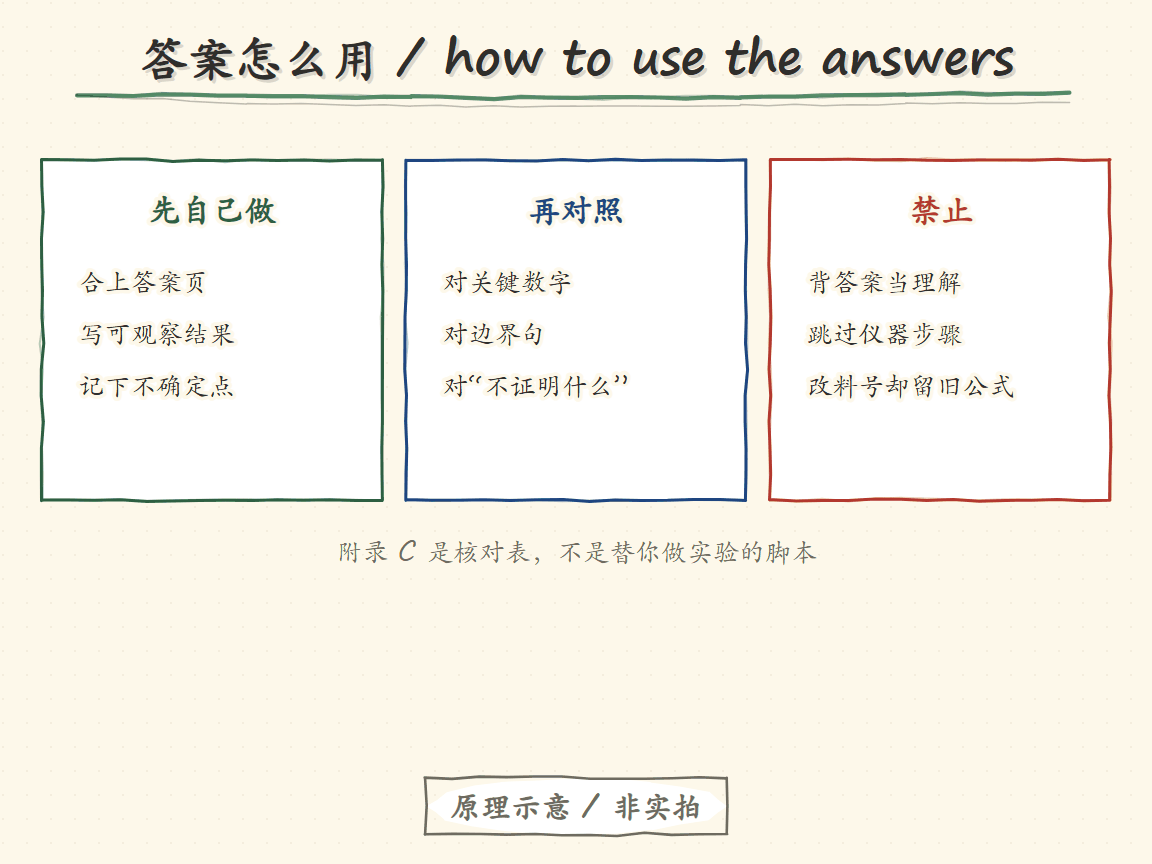 答案怎么用 / how to use the answers
先自己做
合上答案页
写可观察结果
记下不确定点
再对照
对关键数字
对边界句
对“不证明什么”
禁止
背答案当理解
跳过仪器步骤
改料号却留旧公式
附录 C 是核对表，不是替你做实验的脚本
原理示意 / 非实拍